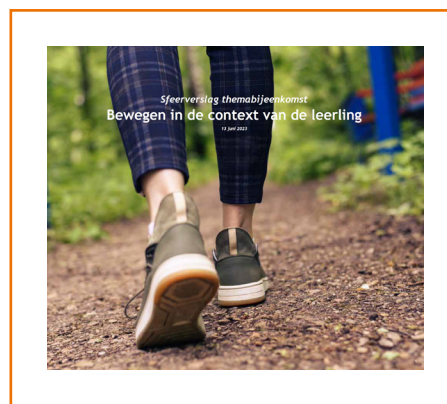 Sfeerverslag themabijeenkomst
Bewegen in de context van de leerling
13 juni 2023